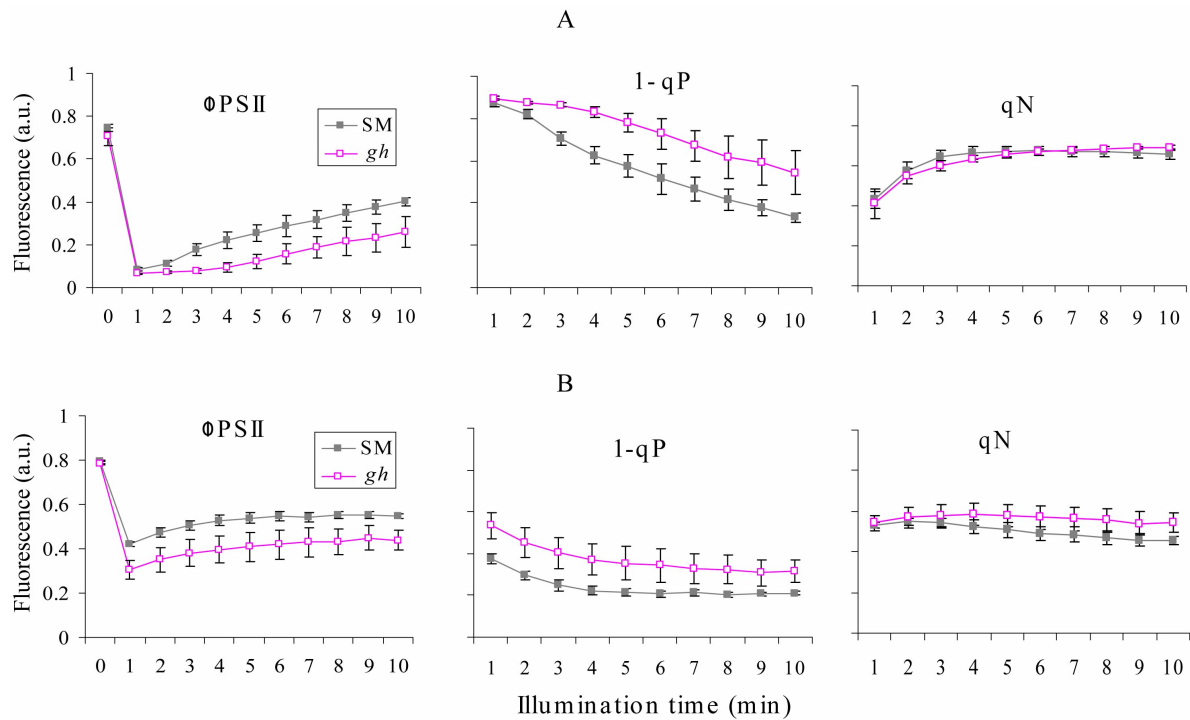 A
ΦPSII
1-qP
qN
Fluorescence (a.u.)
1
0.8
0.6
0.4
0.2
0
SM
gh
0 1 2 3 4 5 6 7 8 9 10
1 2 3 4 5 6 7 8 9 10
1 2 3 4 5 6 7 8 9 10
B
ΦPSII
1-qP
qN
Fluorescence (a.u.)
1
0.8
0.6
0.4
0.2
0
SM
gh
0 1 2 3 4 5 6 7 8 9 10
1 2 3 4 5 6 7 8 9 10
1 2 3 4 5 6 7 8 9 10
Illumination time (min)